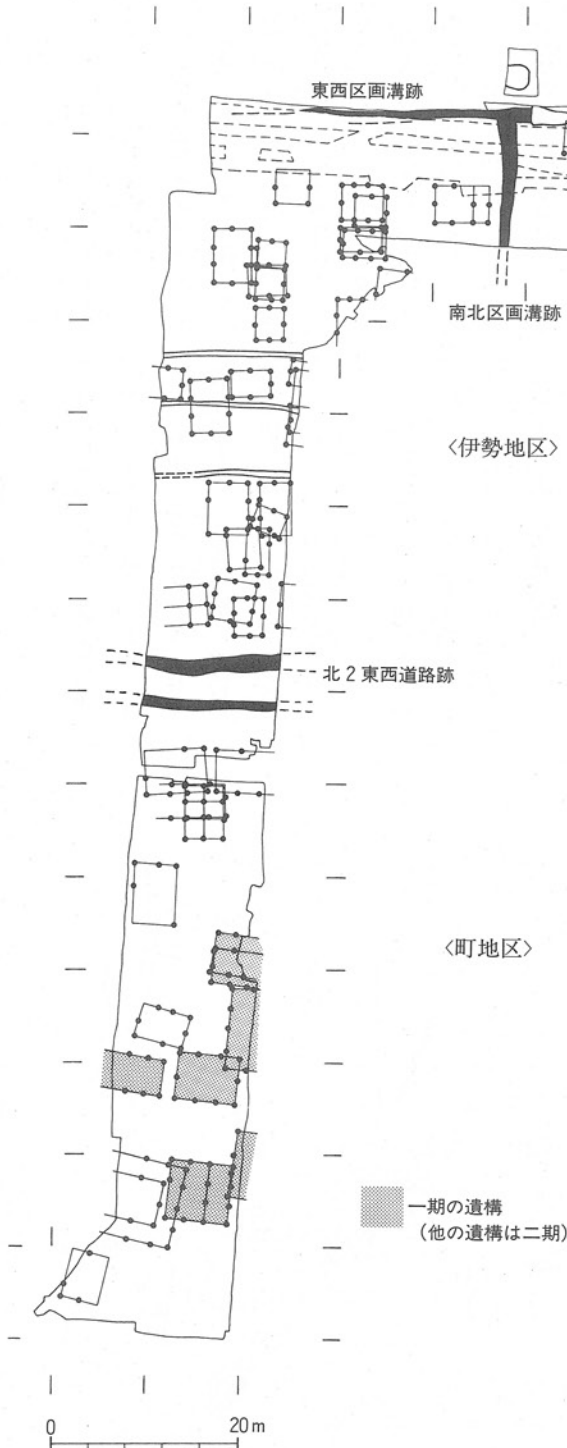 東西区画溝跡
南北区画溝跡
〈伊勢地区〉
北2東西道路跡
〈町地区〉
一期の遺構
(他の遺構は二期)
0 20m